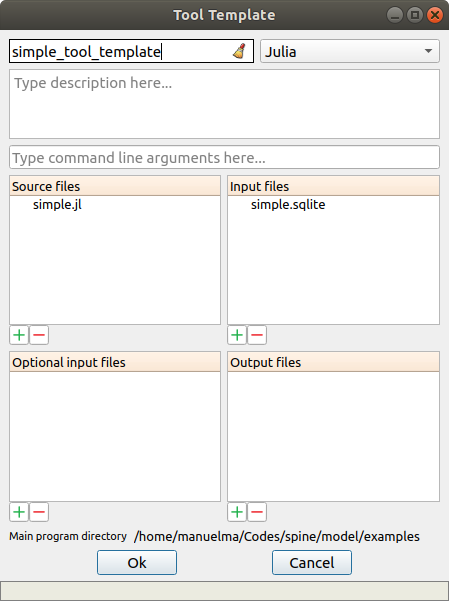 Tool Template
simple_tool_template
Julia
Type description here...
Type command line arguments here...
Source files
simple.jl
Input files
simple.sqlite
Optional input files
Output files
Main program directory /home/manuelma/Codes/spine/model/examples
Ok
Cancel